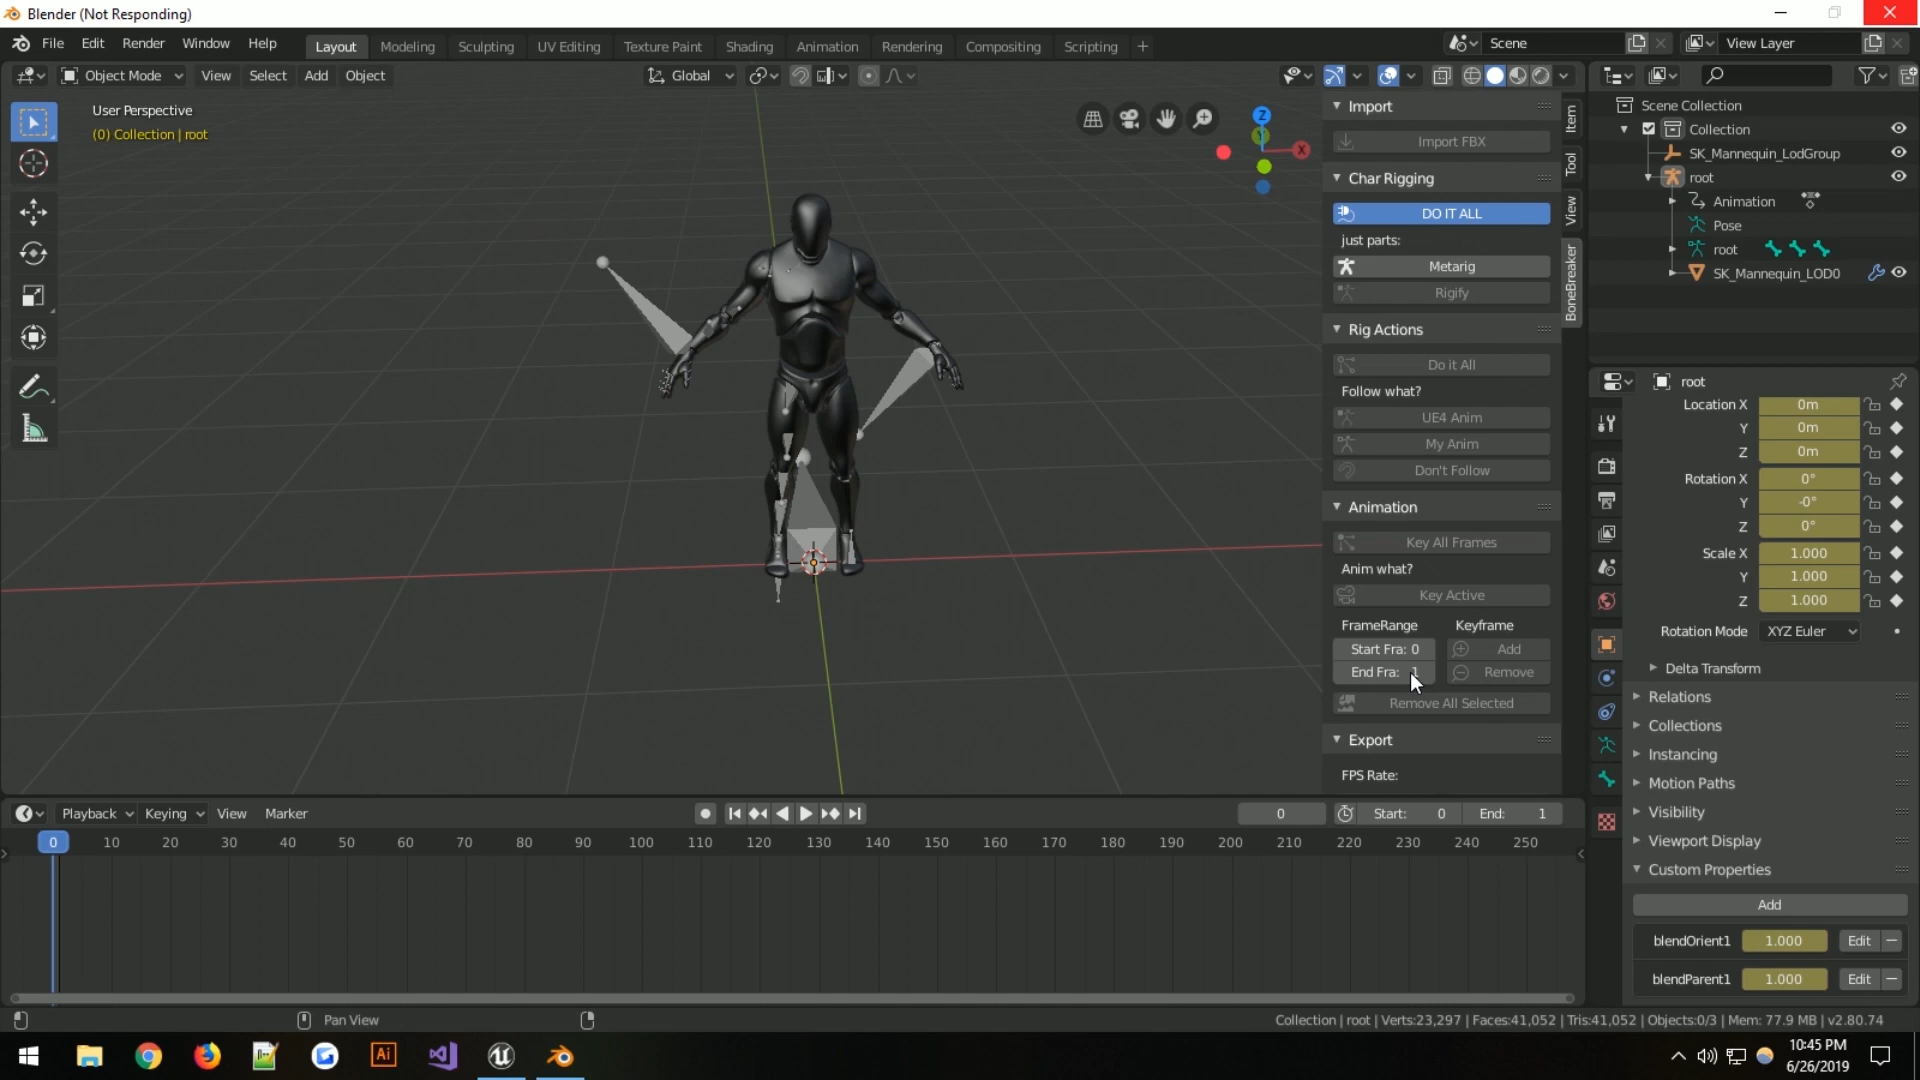 Blender (Not Responding)
File Edit Render Window Help Layout Modeling Sculpting UV Editing Texture Paint Shading Animation Rendering Compositing Scripting + Scene View Layer
Object Mode View Select Add Object Global
User Perspective
(0) Collection | root
Z
Y
X
Import
Import FBX
Char Rigging
DO IT ALL
just parts:
Metarig
Rigify
Rig Actions
Do it All
Follow what?
UE4 Anim
My Anim
Don't Follow
Animation
Key All Frames
Anim what?
Key Active
FrameRange Keyframe
Start Fra: 0 Add
End Fra: 1 Remove
Remove All Selected
Export
FPS Rate:
Item
Tool
View
BoneBreaker
Scene Collection
Collection
SK_Mannequin_LodGroup
root
Animation
Pose
root
SK_Mannequin_LOD0
root
Location X 0m
Y 0m
Z 0m
Rotation X 0°
Y -0°
Z 0°
Scale X 1.000
Y 1.000
Z 1.000
Rotation Mode XYZ Euler
Delta Transform
Relations
Collections
Instancing
Motion Paths
Visibility
Viewport Display
Custom Properties
Add
blendOrient1 1.000 Edit
blendParent1 1.000 Edit
Playback Keying View Marker 0 Start: 0 End: 1
0 10 20 30 40 50 60 70 80 90 100 110 120 130 140 150 160 170 180 190 200 210 220 230 240 250
Pan View Collection | root | Verts:23,297 | Faces:41,052 | Tris:41,052 | Objects:0/3 | Mem: 77.9 MB | v2.80.74
Ai
10:45 PM
6/26/2019